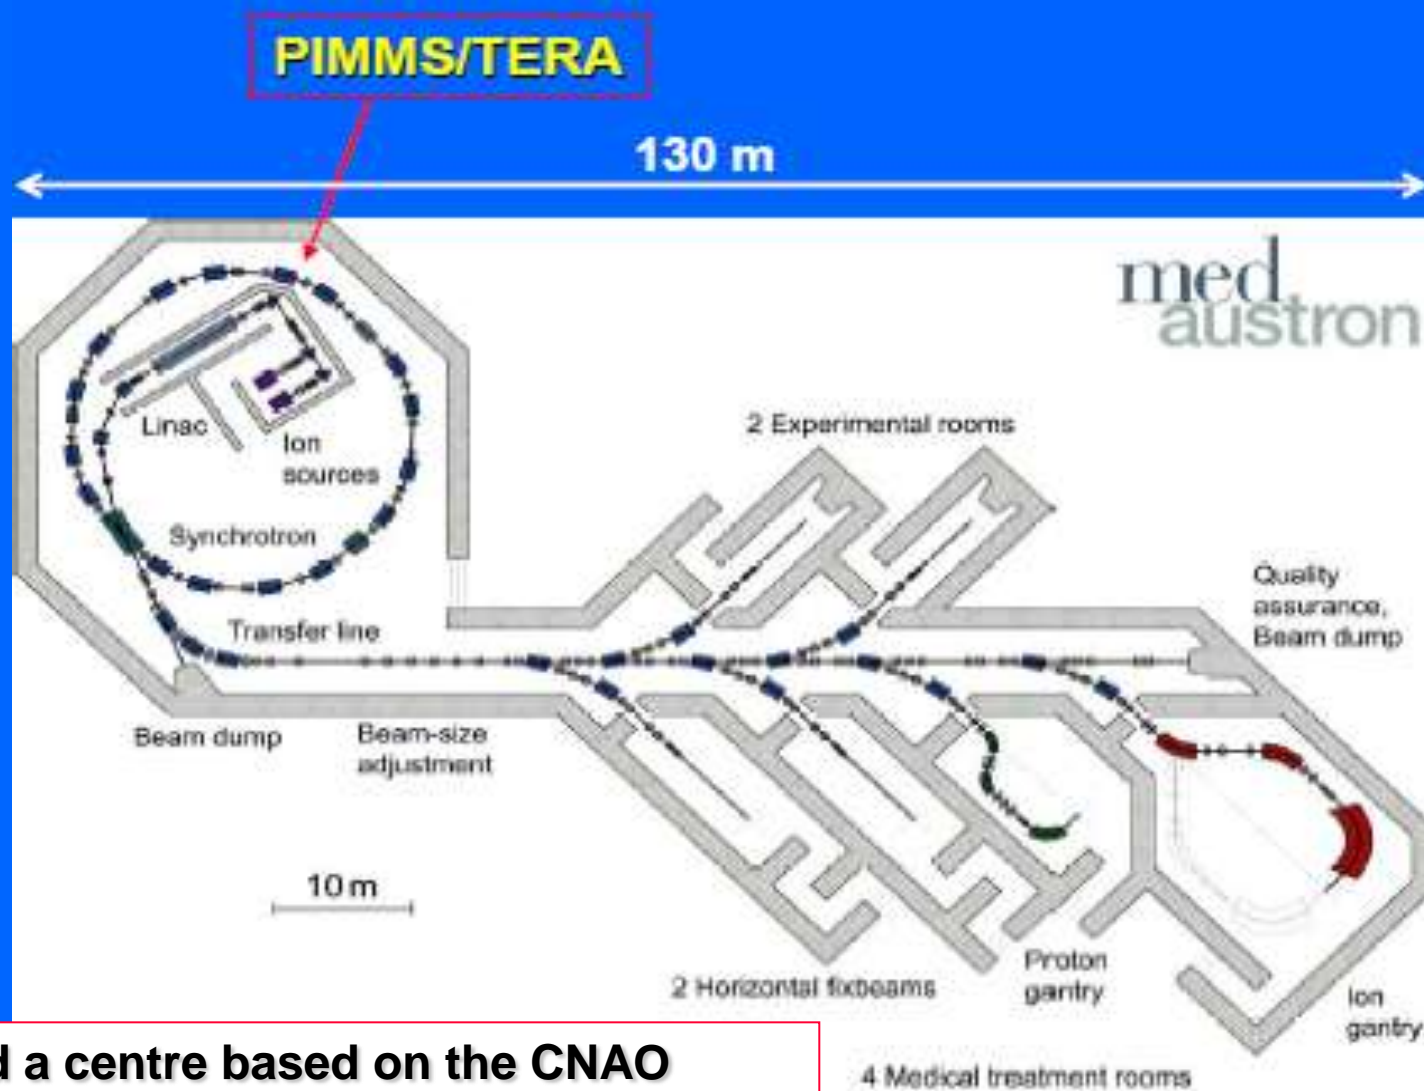 PIMMS/TERA
130 m
med
austron
2 Experimental rooms
Linac
Ion
sources
Synchrotron
Quality
assurance,
Beam dump
Transfer line
Beam dump
Beam-size
adjustment
10 m
2 Horizontal fixbeams
Proton
gantry
Ion
gantry
a centre based on the CNAO
4 Medical treatment rooms